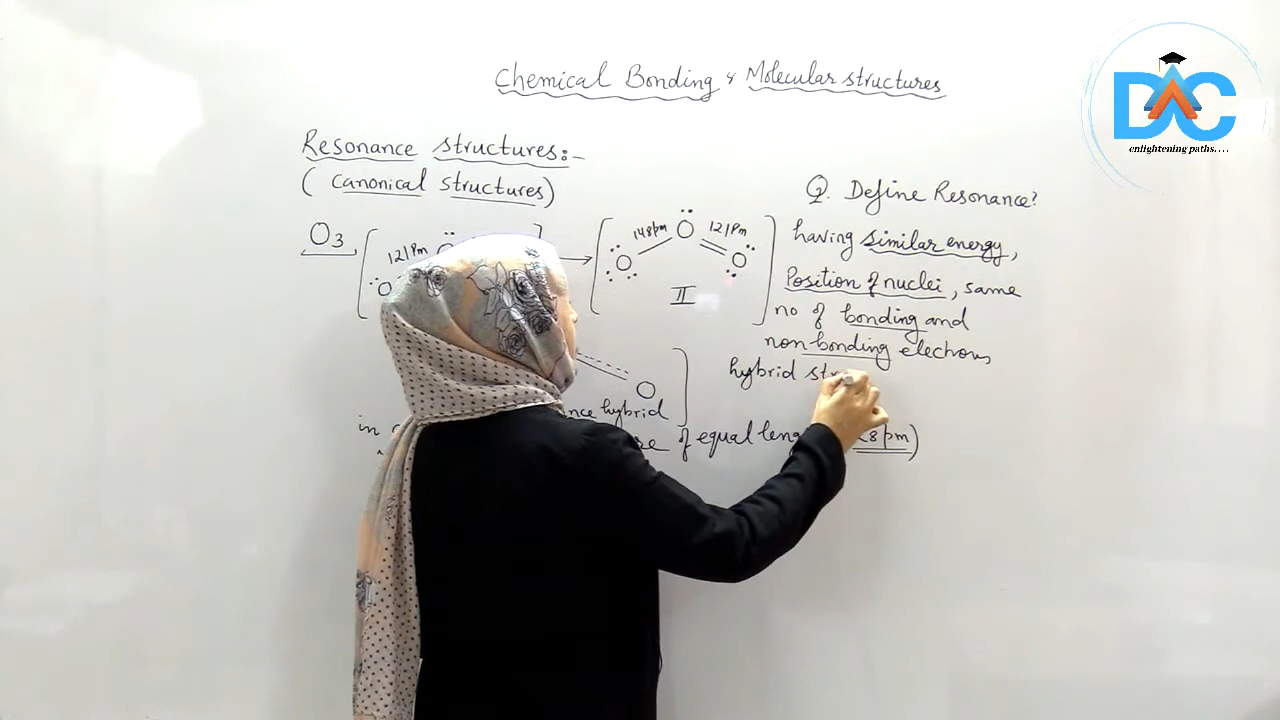 Chemical Bonding & Molecular structures
DAC
enlightening paths....
Resonance structures:-
(Canonical structures)
O3
121pm
O
148pm
O
121pm
O
O
II
O
hybrid
in
of equal
8pm)
Q. Define Resonance?
having similar energy,
Position of nuclei, same
no of bonding and
non-bonding electrons
hybrid